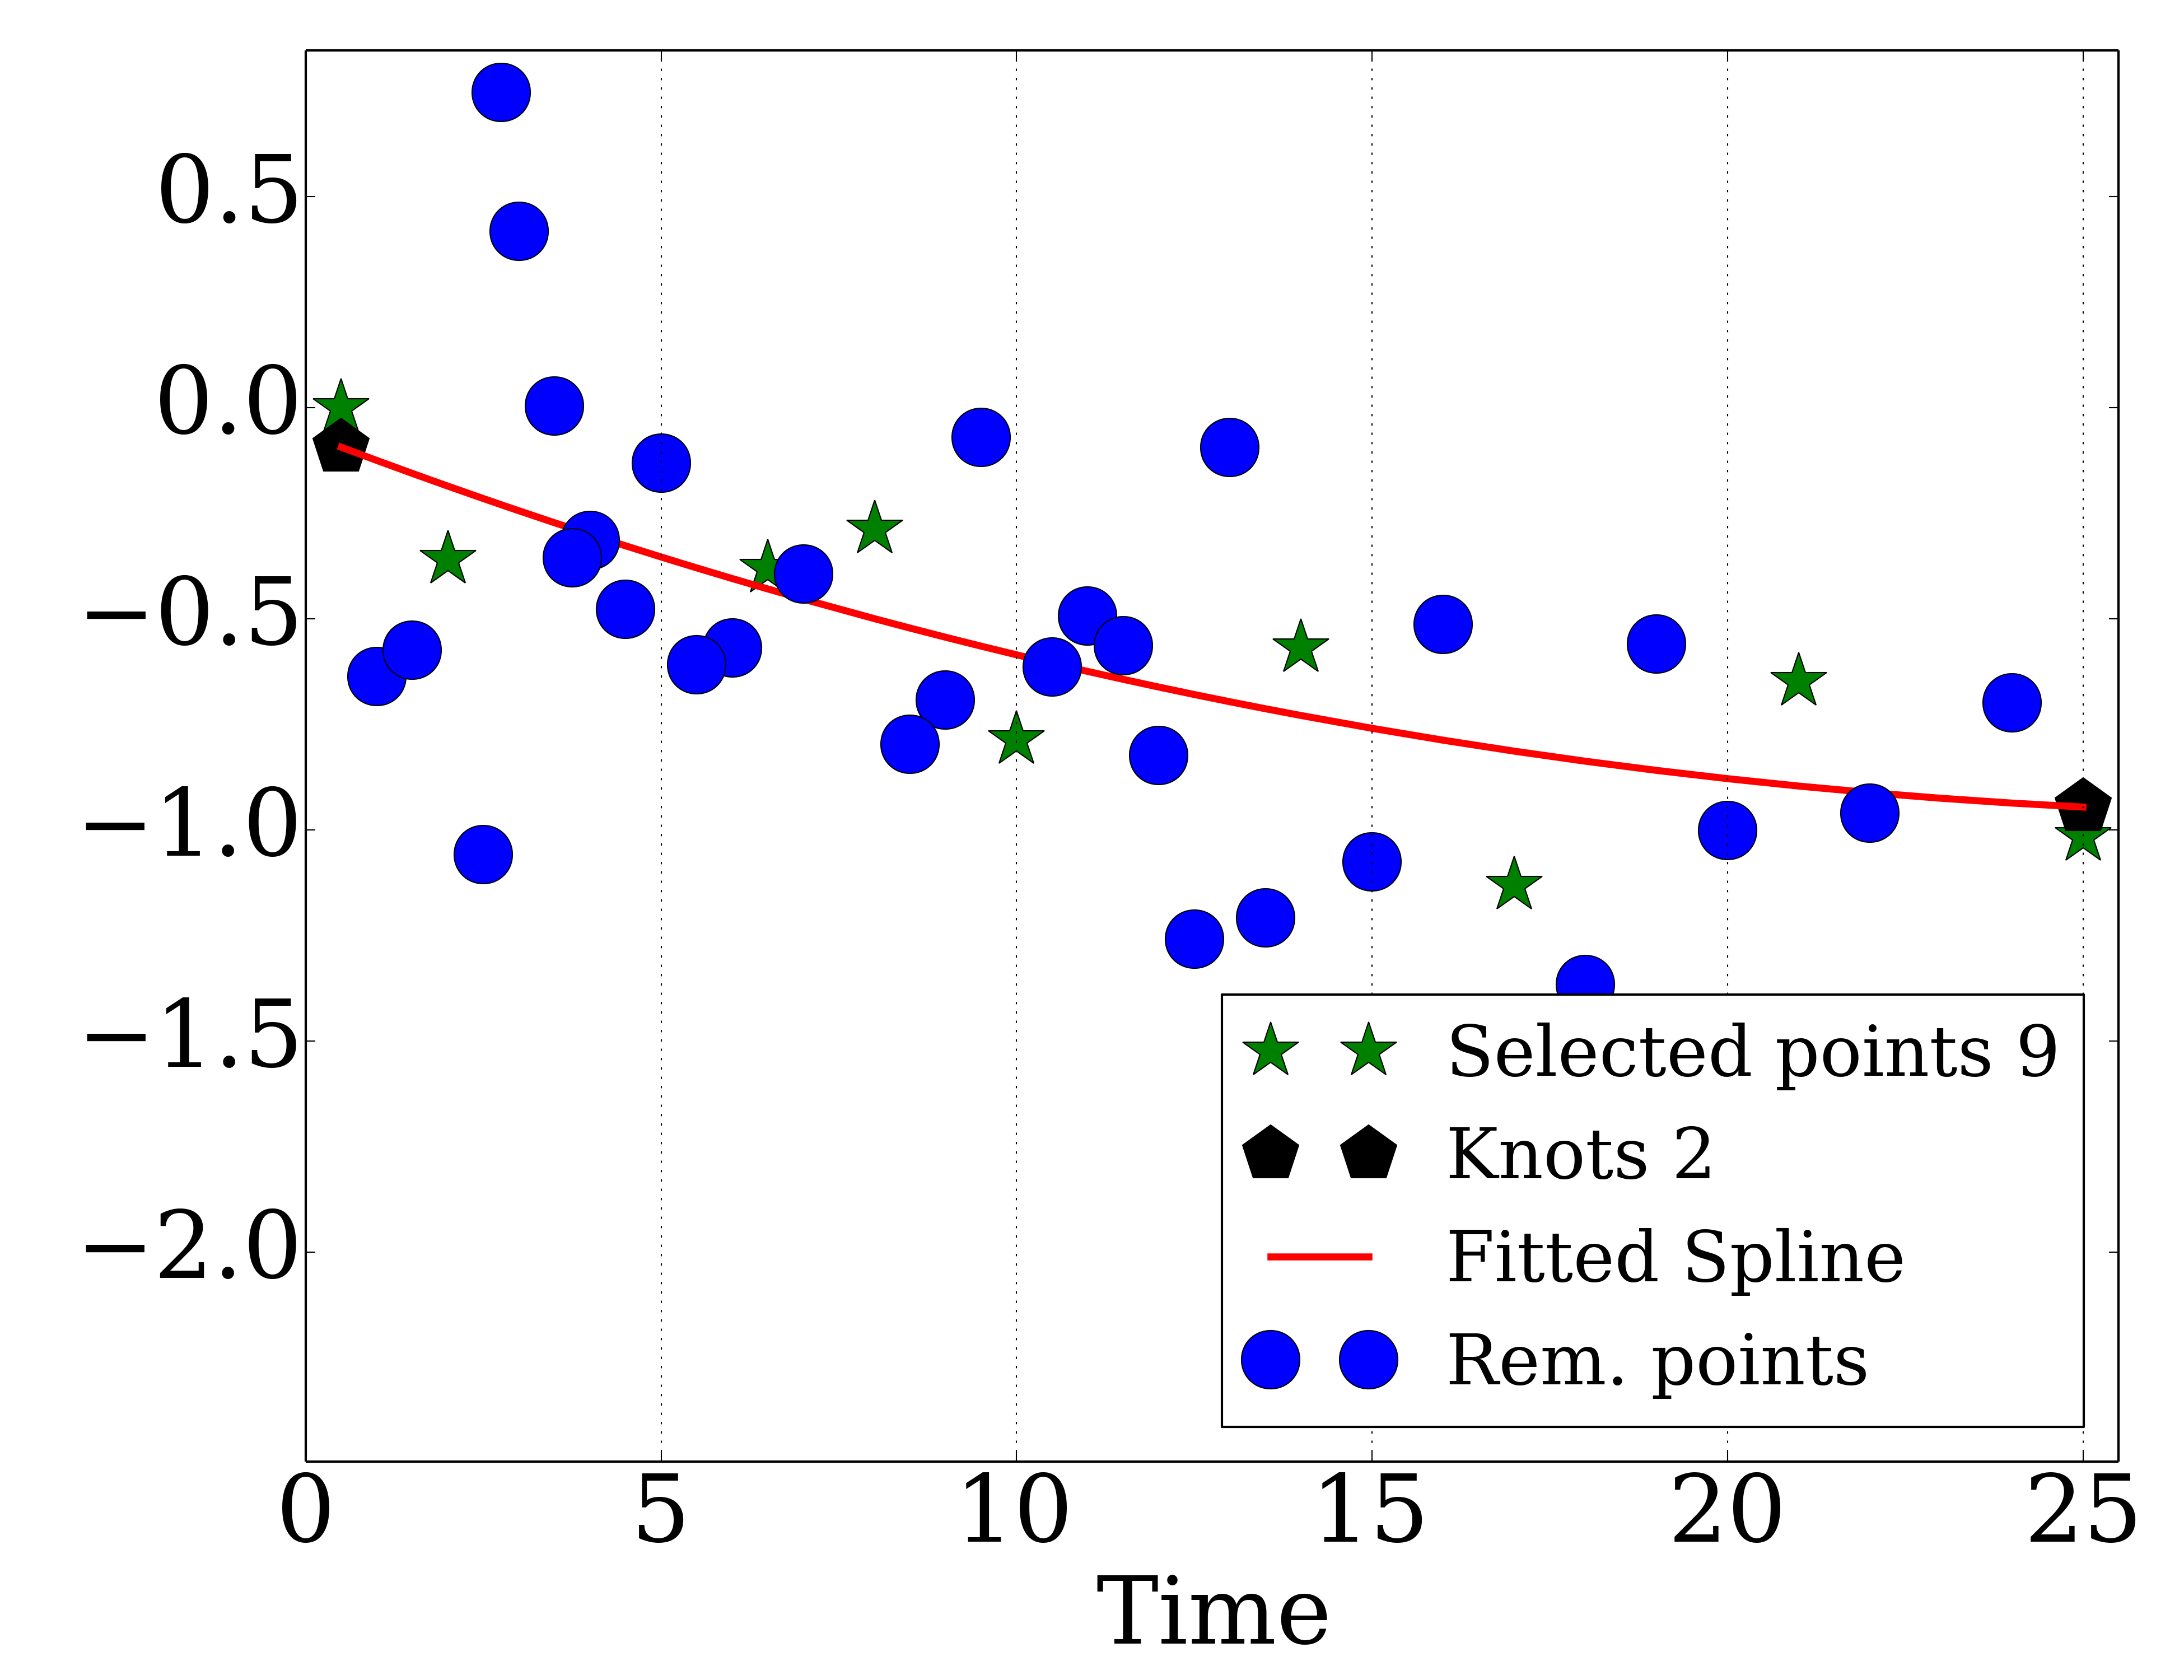 0.5
0.0
−0.5
−1.0
−1.5
−2.0
Selected points 9
Knots 2
Fitted Spline
Rem. points
0 5 10 15 20 25
Time